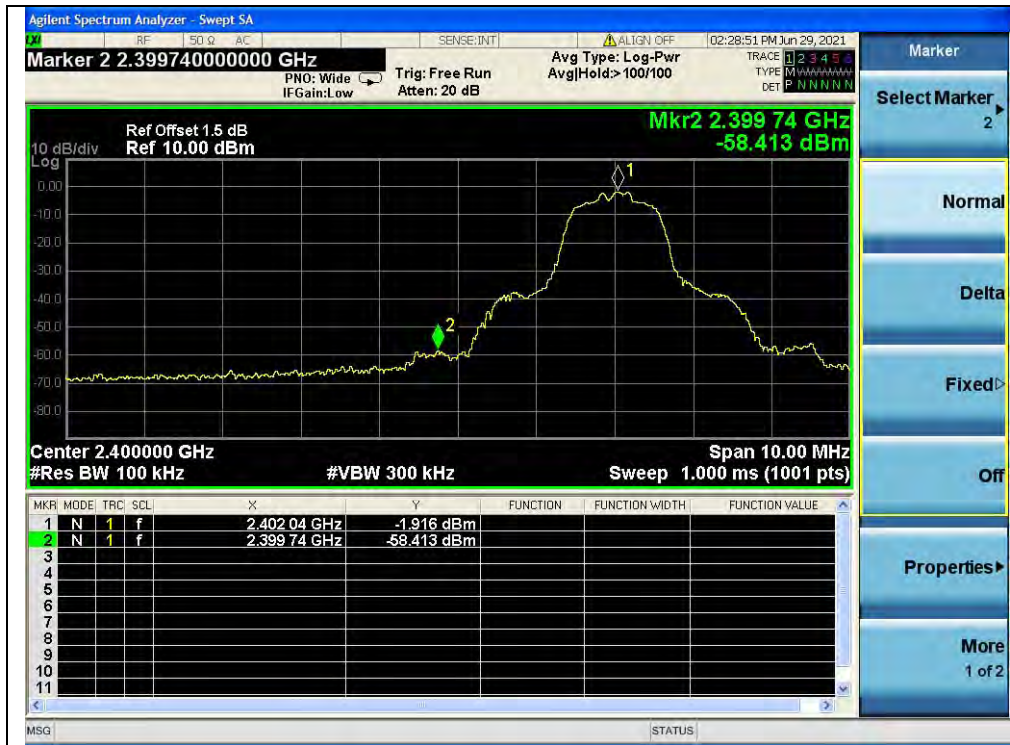 Agilent Spectrum Analyzer - Swept SA
LXI RF 50 Ω AC SENSE:INT ALIGN OFF 02:28:51 PM Jun 29, 2021
Marker 2 2.399740000000 GHz
PNO: Wide
IFGain:Low
Trig: Free Run
Atten: 20 dB
Avg Type: Log-Pwr
Avg|Hold:>100/100
TRACE 1 2 3 4 5 6
TYPE M
DET P N N N N N
Mkr2 2.399 74 GHz
-58.413 dBm
Ref Offset 1.5 dB
10 dB/div Ref 10.00 dBm
Log
0.00
-10.0
-20.0
-30.0
-40.0
-50.0
-60.0
-70.0
-80.0
1
2
Center 2.400000 GHz Span 10.00 MHz
#Res BW 100 kHz #VBW 300 kHz Sweep 1.000 ms (1001 pts)
MKR MODE TRC SCL X Y FUNCTION FUNCTION WIDTH FUNCTION VALUE
1 N 1 f 2.402 04 GHz -1.916 dBm
2 N 1 f 2.399 74 GHz -58.413 dBm
3
4
5
6
7
8
9
10
11
MSG STATUS
Marker
Select Marker
2
Normal
Delta
Fixed
Off
Properties
More
1 of 2